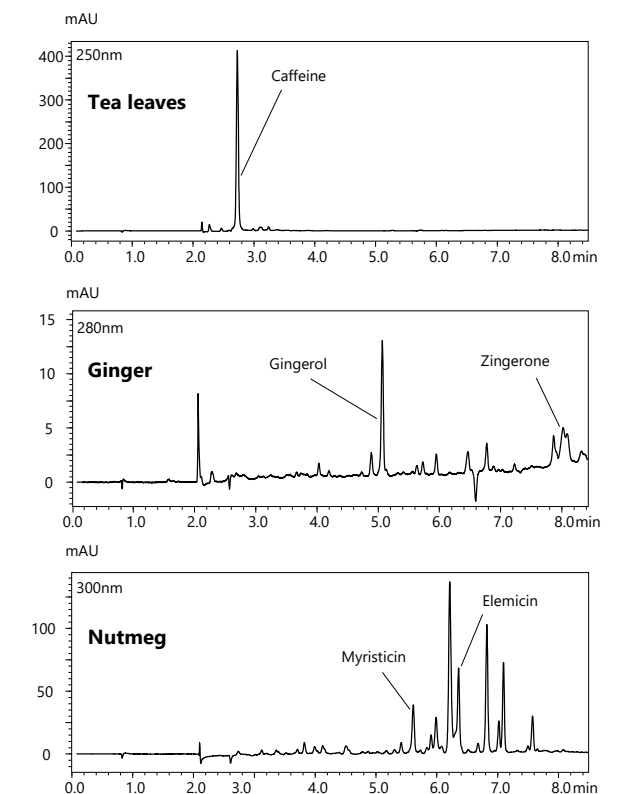 mAU
250nm
Caffeine
Tea leaves
400
300
200
100
0
0.0 1.0 2.0 3.0 4.0 5.0 6.0 7.0 8.0 min
mAU
15
280nm
Gingerol
Zingerone
Ginger
10
5
0
0.0 1.0 2.0 3.0 4.0 5.0 6.0 7.0 8.0 min
mAU
300nm
Elemicin
Nutmeg
Myristicin
100
50
0
0.0 1.0 2.0 3.0 4.0 5.0 6.0 7.0 8.0 min